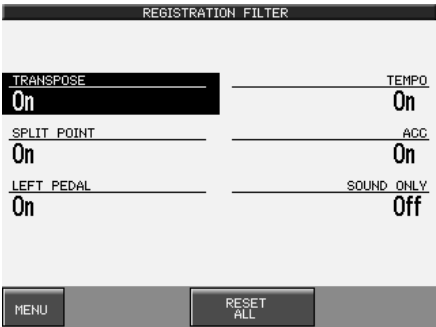 REGISTRATION FILTER
TRANSPOSE
On
TEMPO
On
SPLIT POINT
On
ACC
On
LEFT PEDAL
On
SOUND ONLY
Off
MENU
RESET
ALL